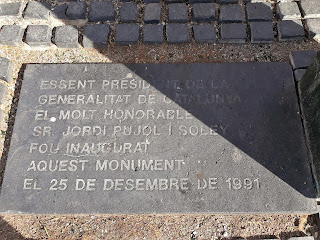 ESSENT PRESIDENT DE LA
GENERALITAT DE CATALUNYA
EL MOLT HONORABLE
SR. JORDI PUJOL I SOLEY
FOU INAUGURAT
AQUEST MONUMENT
EL 25 DE DESEMBRE DE 1991